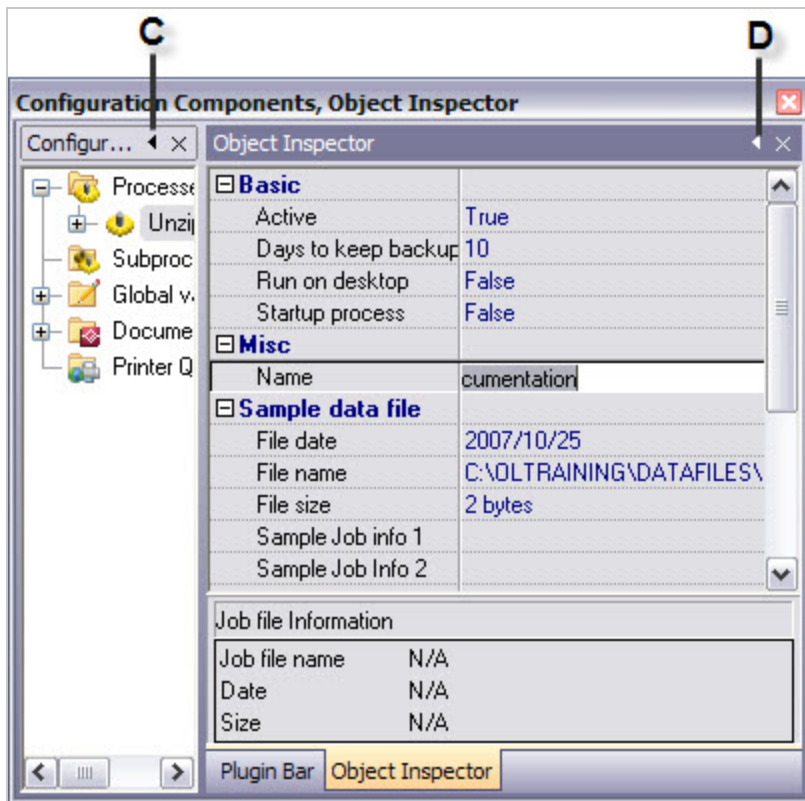 C
D
Configuration Components, Object Inspector
Configur...
Object Inspector
Processe
Unzip
Subproc
Global va
Docume
Printer Q
Basic
Active True
Days to keep backup 10
Run on desktop False
Startup process False
Misc
Name cumentation
Sample data file
File date 2007/10/25
File name C:\OLTRAINING\DATAFILES\
File size 2 bytes
Sample Job info 1
Sample Job Info 2
Job file Information
Job file name N/A
Date N/A
Size N/A
Plugin Bar
Object Inspector